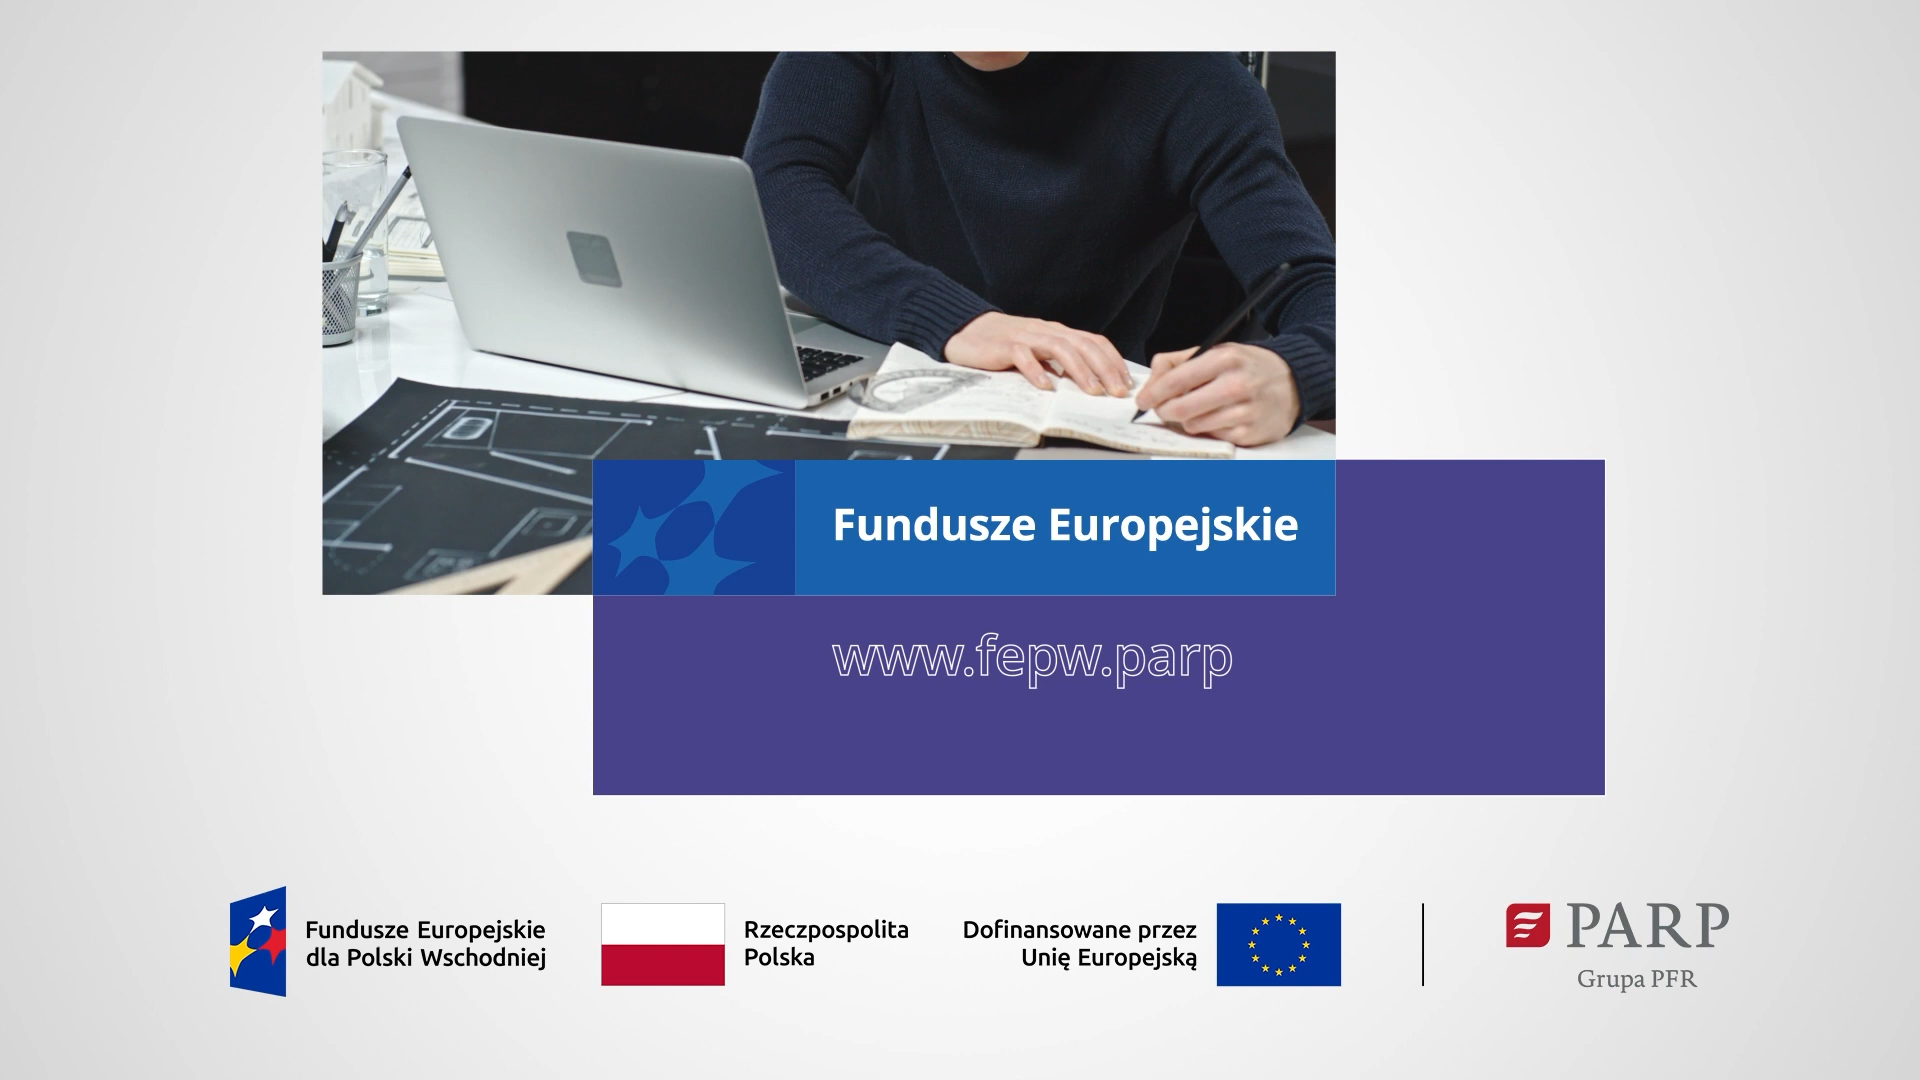 Fundusze Europejskie
www.fepw.parp
Fundusze Europejskie
dla Polski Wschodniej
Rzeczpospolita
Polska
Dofinansowane przez
Unię Europejską
PARP
Grupa PFR